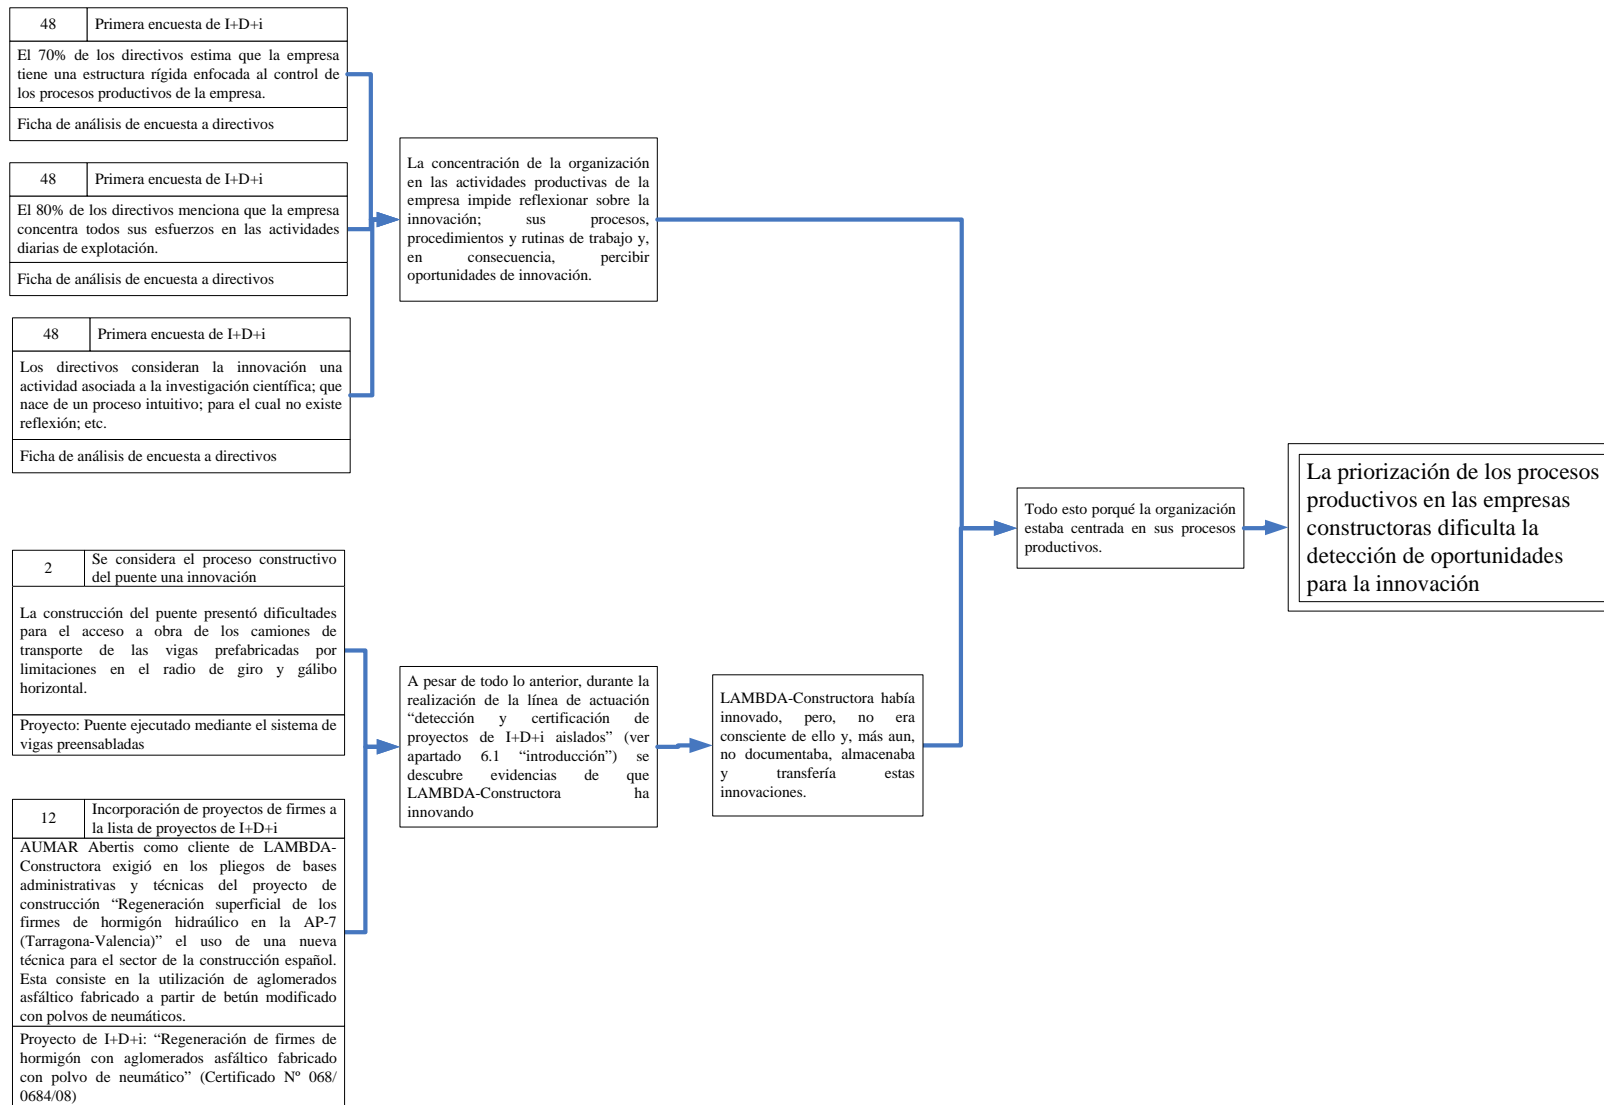 48 Primera encuesta de I+D+i
El 70% de los directivos estima que la empresa
tiene una estructura rígida enfocada al control de
los procesos productivos de la empresa.
Ficha de análisis de encuesta a directivos
48 Primera encuesta de I+D+i
El 80% de los directivos menciona que la empresa
concentra todos sus esfuerzos en las actividades
diarias de explotación.
Ficha de análisis de encuesta a directivos
48 Primera encuesta de I+D+i
Los directivos consideran la innovación una
actividad asociada a la investigación científica; que
nace de un proceso intuitivo; para el cual no existe
reflexión; etc.
Ficha de análisis de encuesta a directivos
La concentración de la organización
en las actividades productivas de la
empresa impide reflexionar sobre la
innovación; sus procesos,
procedimientos y rutinas de trabajo y,
en consecuencia, percibir
oportunidades de innovación.
2 Se considera el proceso constructivo
del puente una innovación
La construcción del puente presentó dificultades
para el acceso a obra de los camiones de
transporte de las vigas prefabricadas por
limitaciones en el radio de giro y gálibo
horizontal.
Proyecto: Puente ejecutado mediante el sistema de
vigas preensabladas
12 Incorporación de proyectos de firmes a
la lista de proyectos de I+D+i
AUMAR Abertis como cliente de LAMBDA-
Constructora exigió en los pliegos de bases
administrativas y técnicas del proyecto de
construcción “Regeneración superficial de los
firmes de hormigón hidraúlico en la AP-7
(Tarragona-Valencia)” el uso de una nueva
técnica para el sector de la construcción español.
Esta consiste en la utilización de aglomerados
asfáltico fabricado a partir de betún modificado
con polvos de neumáticos.
Proyecto de I+D+i: “Regeneración de firmes de
hormigón con aglomerados asfáltico fabricado
con polvo de neumático” (Certificado Nº 068/
0684/08)
A pesar de todo lo anterior, durante la
realización de la línea de actuación
“detección y certificación de
proyectos de I+D+i aislados” (ver
apartado 6.1 “introducción”) se
descubre evidencias de que
LAMBDA-Constructora ha
innovando
LAMBDA-Constructora había
innovado, pero, no era
consciente de ello y, más aun,
no documentaba, almacenaba
y transfería estas
innovaciones.
Todo esto porqué la organización
estaba centrada en sus procesos
productivos.
La priorización de los procesos
productivos en las empresas
constructoras dificulta la
detección de oportunidades
para la innovación